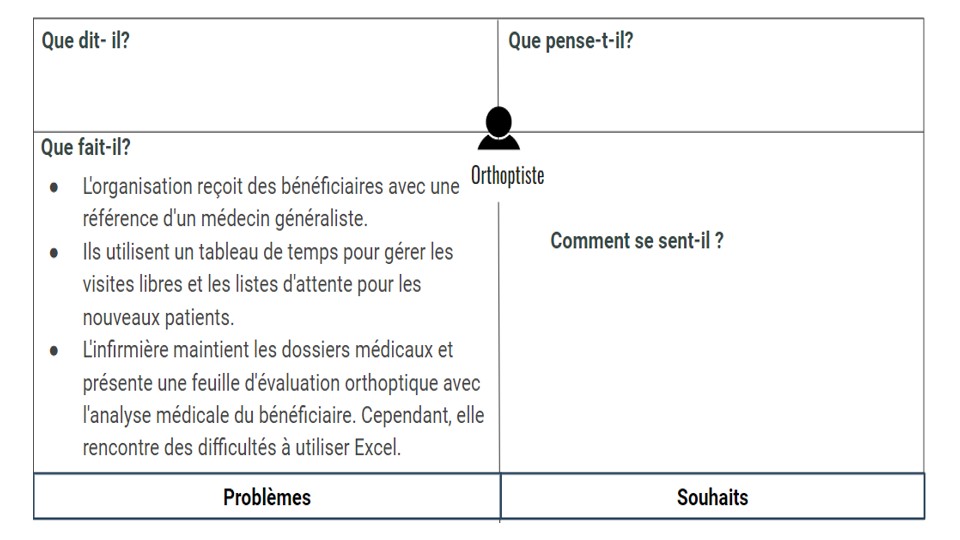 Que dit- il?
Que pense-t-il?
Orthoptiste
Que fait-il?
● L'organisation reçoit des bénéficiaires avec une
référence d'un médecin généraliste.
● Ils utilisent un tableau de temps pour gérer les
visites libres et les listes d'attente pour les
nouveaux patients.
● L'infirmière maintient les dossiers médicaux et
présente une feuille d'évaluation orthoptique avec
l'analyse médicale du bénéficiaire. Cependant, elle
rencontre des difficultés à utiliser Excel.
Comment se sent-il ?
Problèmes
Souhaits